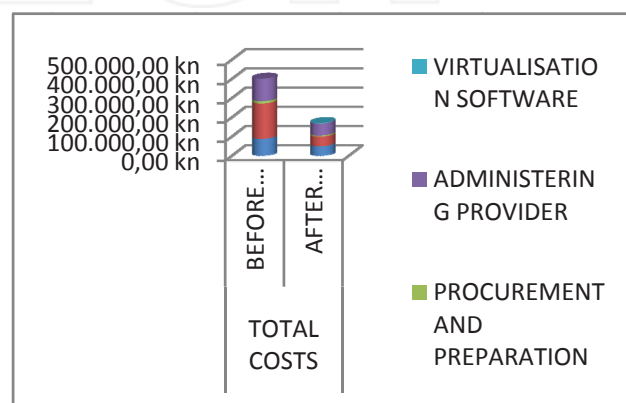 500.000,00 kn
400.000,00 kn
300.000,00 kn
200.000,00 kn
100.000,00 kn
0,00 kn
BEFORE...
AFTER...
TOTAL
COSTS
VIRTUALISATIO
N SOFTWARE
ADMINISTERIN
G PROVIDER
PROCUREMENT
AND
PREPARATION